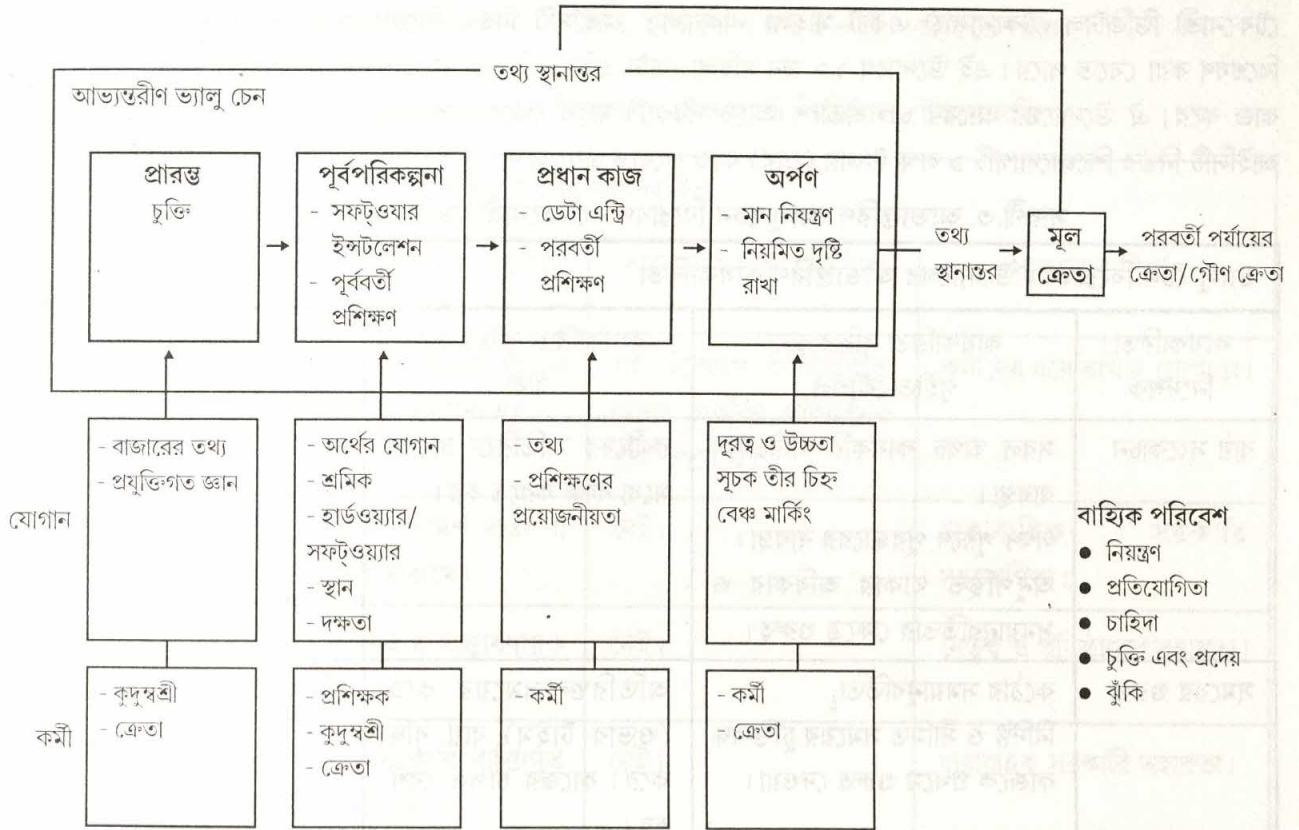 তথ্য স্থানান্তর
আভ্যন্তরীণ ভ্যালু চেন
প্রারম্ভ
চুক্তি
পূর্বপরিকল্পনা
- সফট্ওযার
ইন্সটলেশন
- পূর্ববর্তী
প্রশিক্ষণ
প্রধান কাজ
- ডেটা এন্ট্রি
- পরবর্তী
প্রশিক্ষণ
অর্পণ
- মান নিযন্ত্রণ
- নিয়মিত দৃষ্টি
রাখা
তথ্য
স্থানান্তর
মূল
ক্রেতা
পরবর্তী পর্যায়ের
ক্রেতা/গৌণ ক্রেতা
যোগান
- বাজারের তথ্য
- প্রযুক্তিগত জ্ঞান
- অর্থের যোগান
- শ্রমিক
- হার্ডওয়্যার/
সফট্ওয়্যার
- স্থান
- দক্ষতা
- তথ্য
- প্রশিক্ষণের
প্রয়োজনীয়তা
দূরত্ব ও উচ্চতা
সূচক তীর চিহ্ন
বেঞ্চ মার্কিং
বাহ্যিক পরিবেশ
● নিয়ন্ত্রণ
● প্রতিযোগিতা
● চাহিদা
● চুক্তি এবং প্রদেয়
● ঝুঁকি
কর্মী
- কুদুম্বশ্রী
- ক্রেতা
- প্রশিক্ষক
- কুদুম্বশ্রী
- ক্রেতা
- কর্মী
- কর্মী
- ক্রেতা